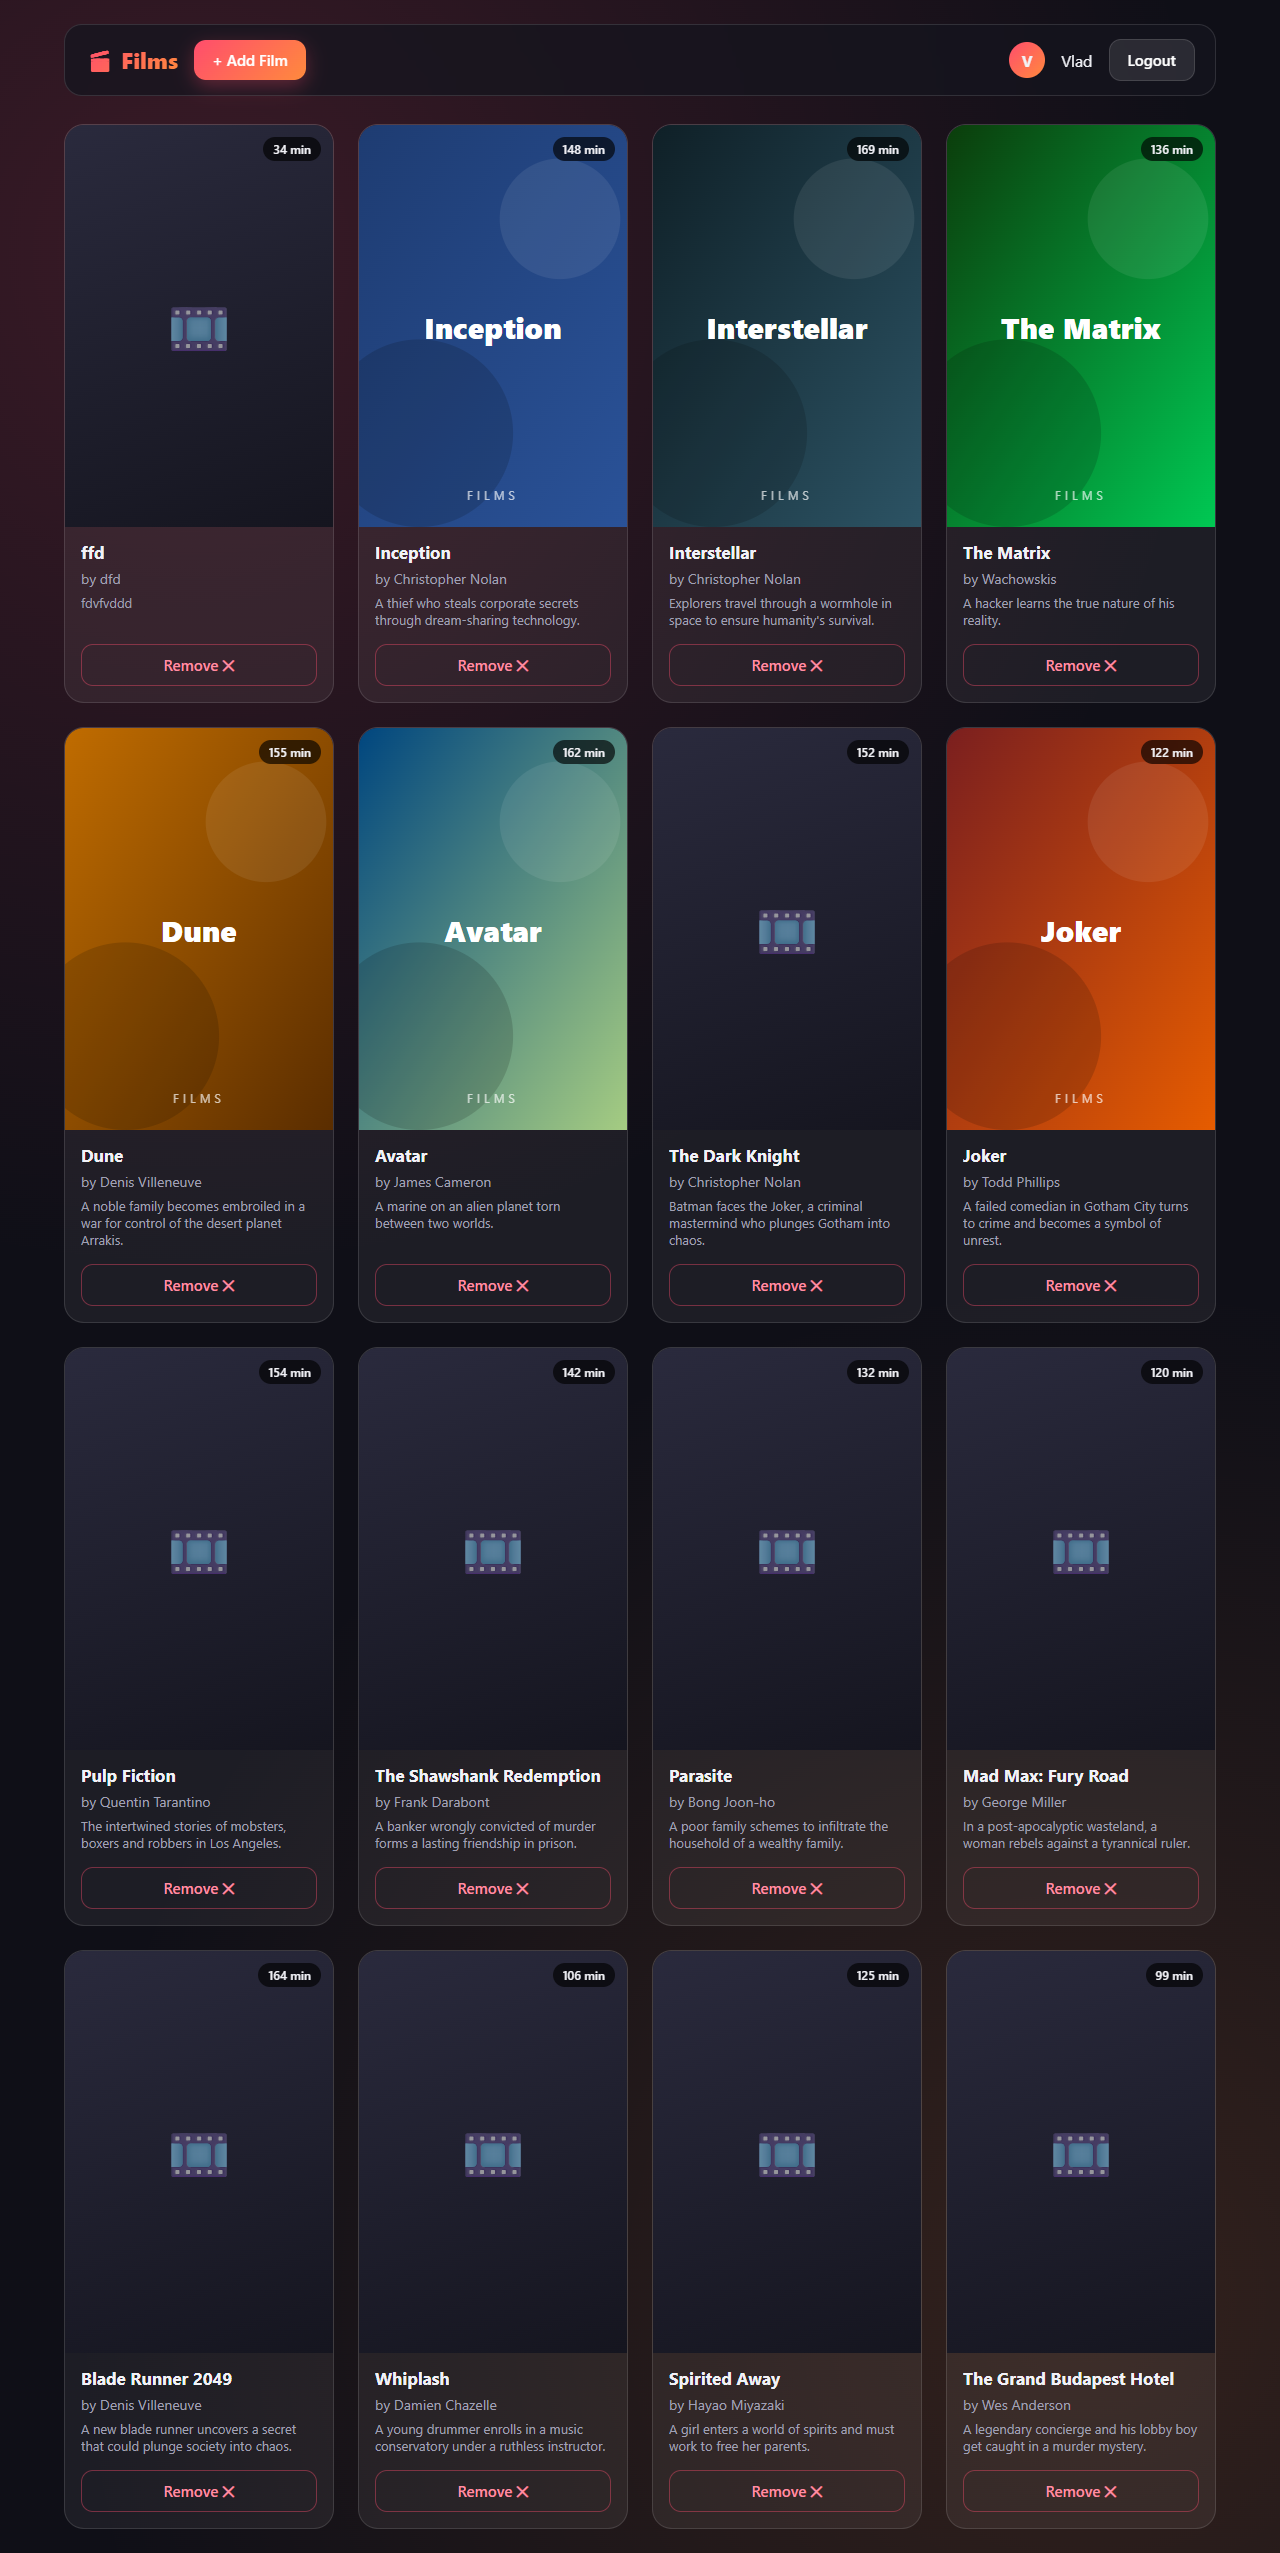 Films
+ Add Film
V
Vlad
Logout
34 min
ffd
by dfd
fdvfvddd
Remove ✕
148 min
Inception
FILMS
Inception
by Christopher Nolan
A thief who steals corporate secrets
through dream-sharing technology.
Remove ✕
169 min
Interstellar
FILMS
Interstellar
by Christopher Nolan
Explorers travel through a wormhole in
space to ensure humanity's survival.
Remove ✕
136 min
The Matrix
FILMS
The Matrix
by Wachowskis
A hacker learns the true nature of his
reality.
Remove ✕
155 min
Dune
FILMS
Dune
by Denis Villeneuve
A noble family becomes embroiled in a
war for control of the desert planet
Arrakis.
Remove ✕
162 min
Avatar
FILMS
Avatar
by James Cameron
A marine on an alien planet torn
between two worlds.
Remove ✕
152 min
The Dark Knight
by Christopher Nolan
Batman faces the Joker, a criminal
mastermind who plunges Gotham into
chaos.
Remove ✕
122 min
Joker
FILMS
Joker
by Todd Phillips
A failed comedian in Gotham City turns
to crime and becomes a symbol of
unrest.
Remove ✕
154 min
Pulp Fiction
by Quentin Tarantino
The intertwined stories of mobsters,
boxers and robbers in Los Angeles.
Remove ✕
142 min
The Shawshank Redemption
by Frank Darabont
A banker wrongly convicted of murder
forms a lasting friendship in prison.
Remove ✕
132 min
Parasite
by Bong Joon-ho
A poor family schemes to infiltrate the
household of a wealthy family.
Remove ✕
120 min
Mad Max: Fury Road
by George Miller
In a post-apocalyptic wasteland, a
woman rebels against a tyrannical ruler.
Remove ✕
164 min
Blade Runner 2049
by Denis Villeneuve
A new blade runner uncovers a secret
that could plunge society into chaos.
Remove ✕
106 min
Whiplash
by Damien Chazelle
A young drummer enrolls in a music
conservatory under a ruthless instructor.
Remove ✕
125 min
Spirited Away
by Hayao Miyazaki
A girl enters a world of spirits and must
work to free her parents.
Remove ✕
99 min
The Grand Budapest Hotel
by Wes Anderson
A legendary concierge and his lobby boy
get caught in a murder mystery.
Remove ✕